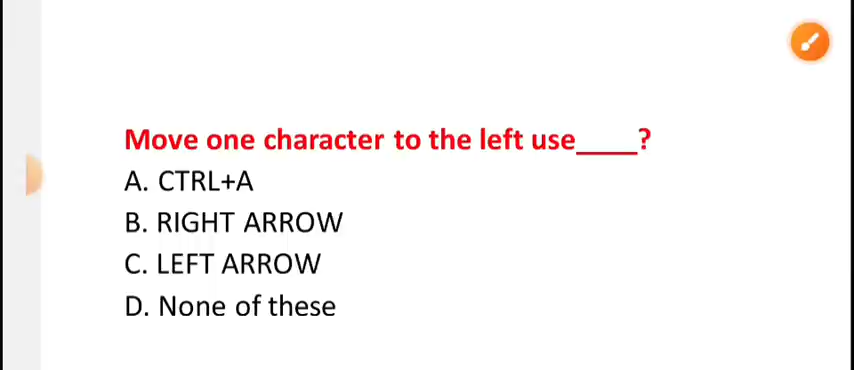 Move one character to the left use____?
A. CTRL+A
B. RIGHT ARROW
C. LEFT ARROW
D. None of these